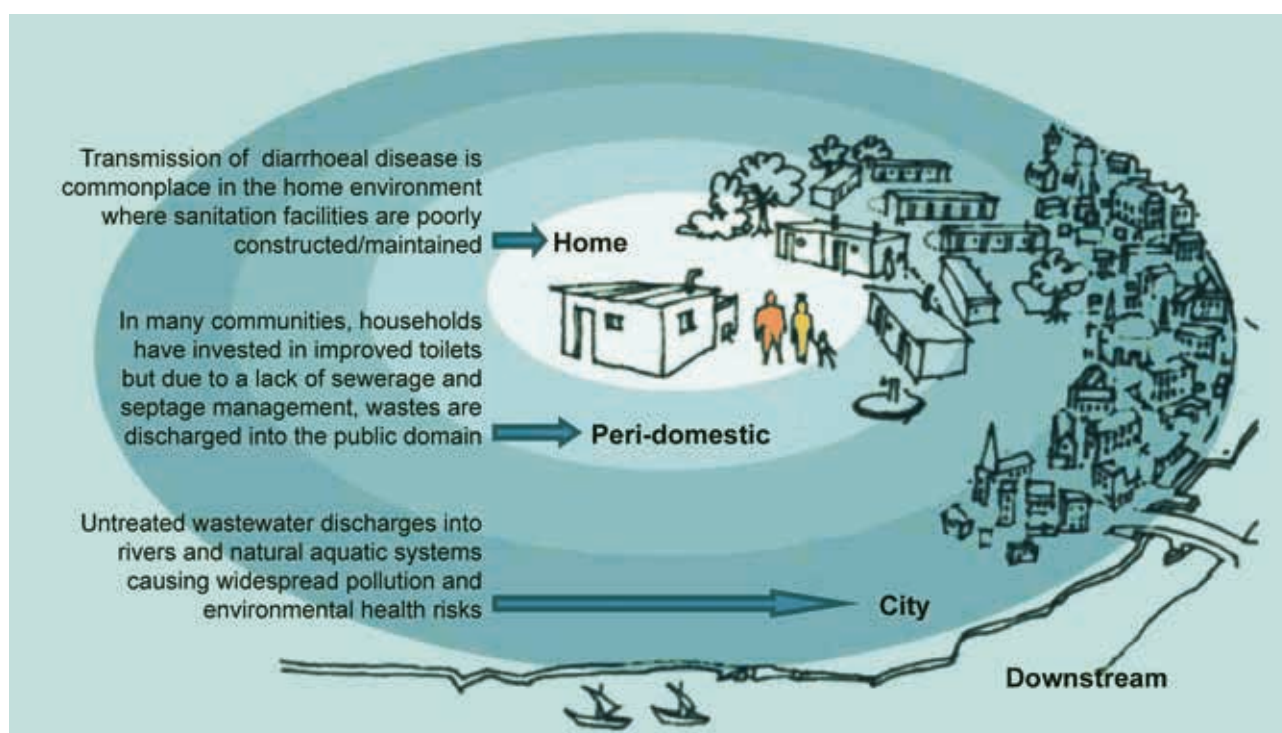 Transmission of diarrhoeal disease is
commonplace in the home environment
where sanitation facilities are poorly
constructed/maintained
Home
In many communities, households
have invested in improved toilets
but due to a lack of sewerage and
septage management, wastes are
discharged into the public domain
Peri-domestic
Untreated wastewater discharges into
rivers and natural aquatic systems
causing widespread pollution and
environmental health risks
City
Downstream